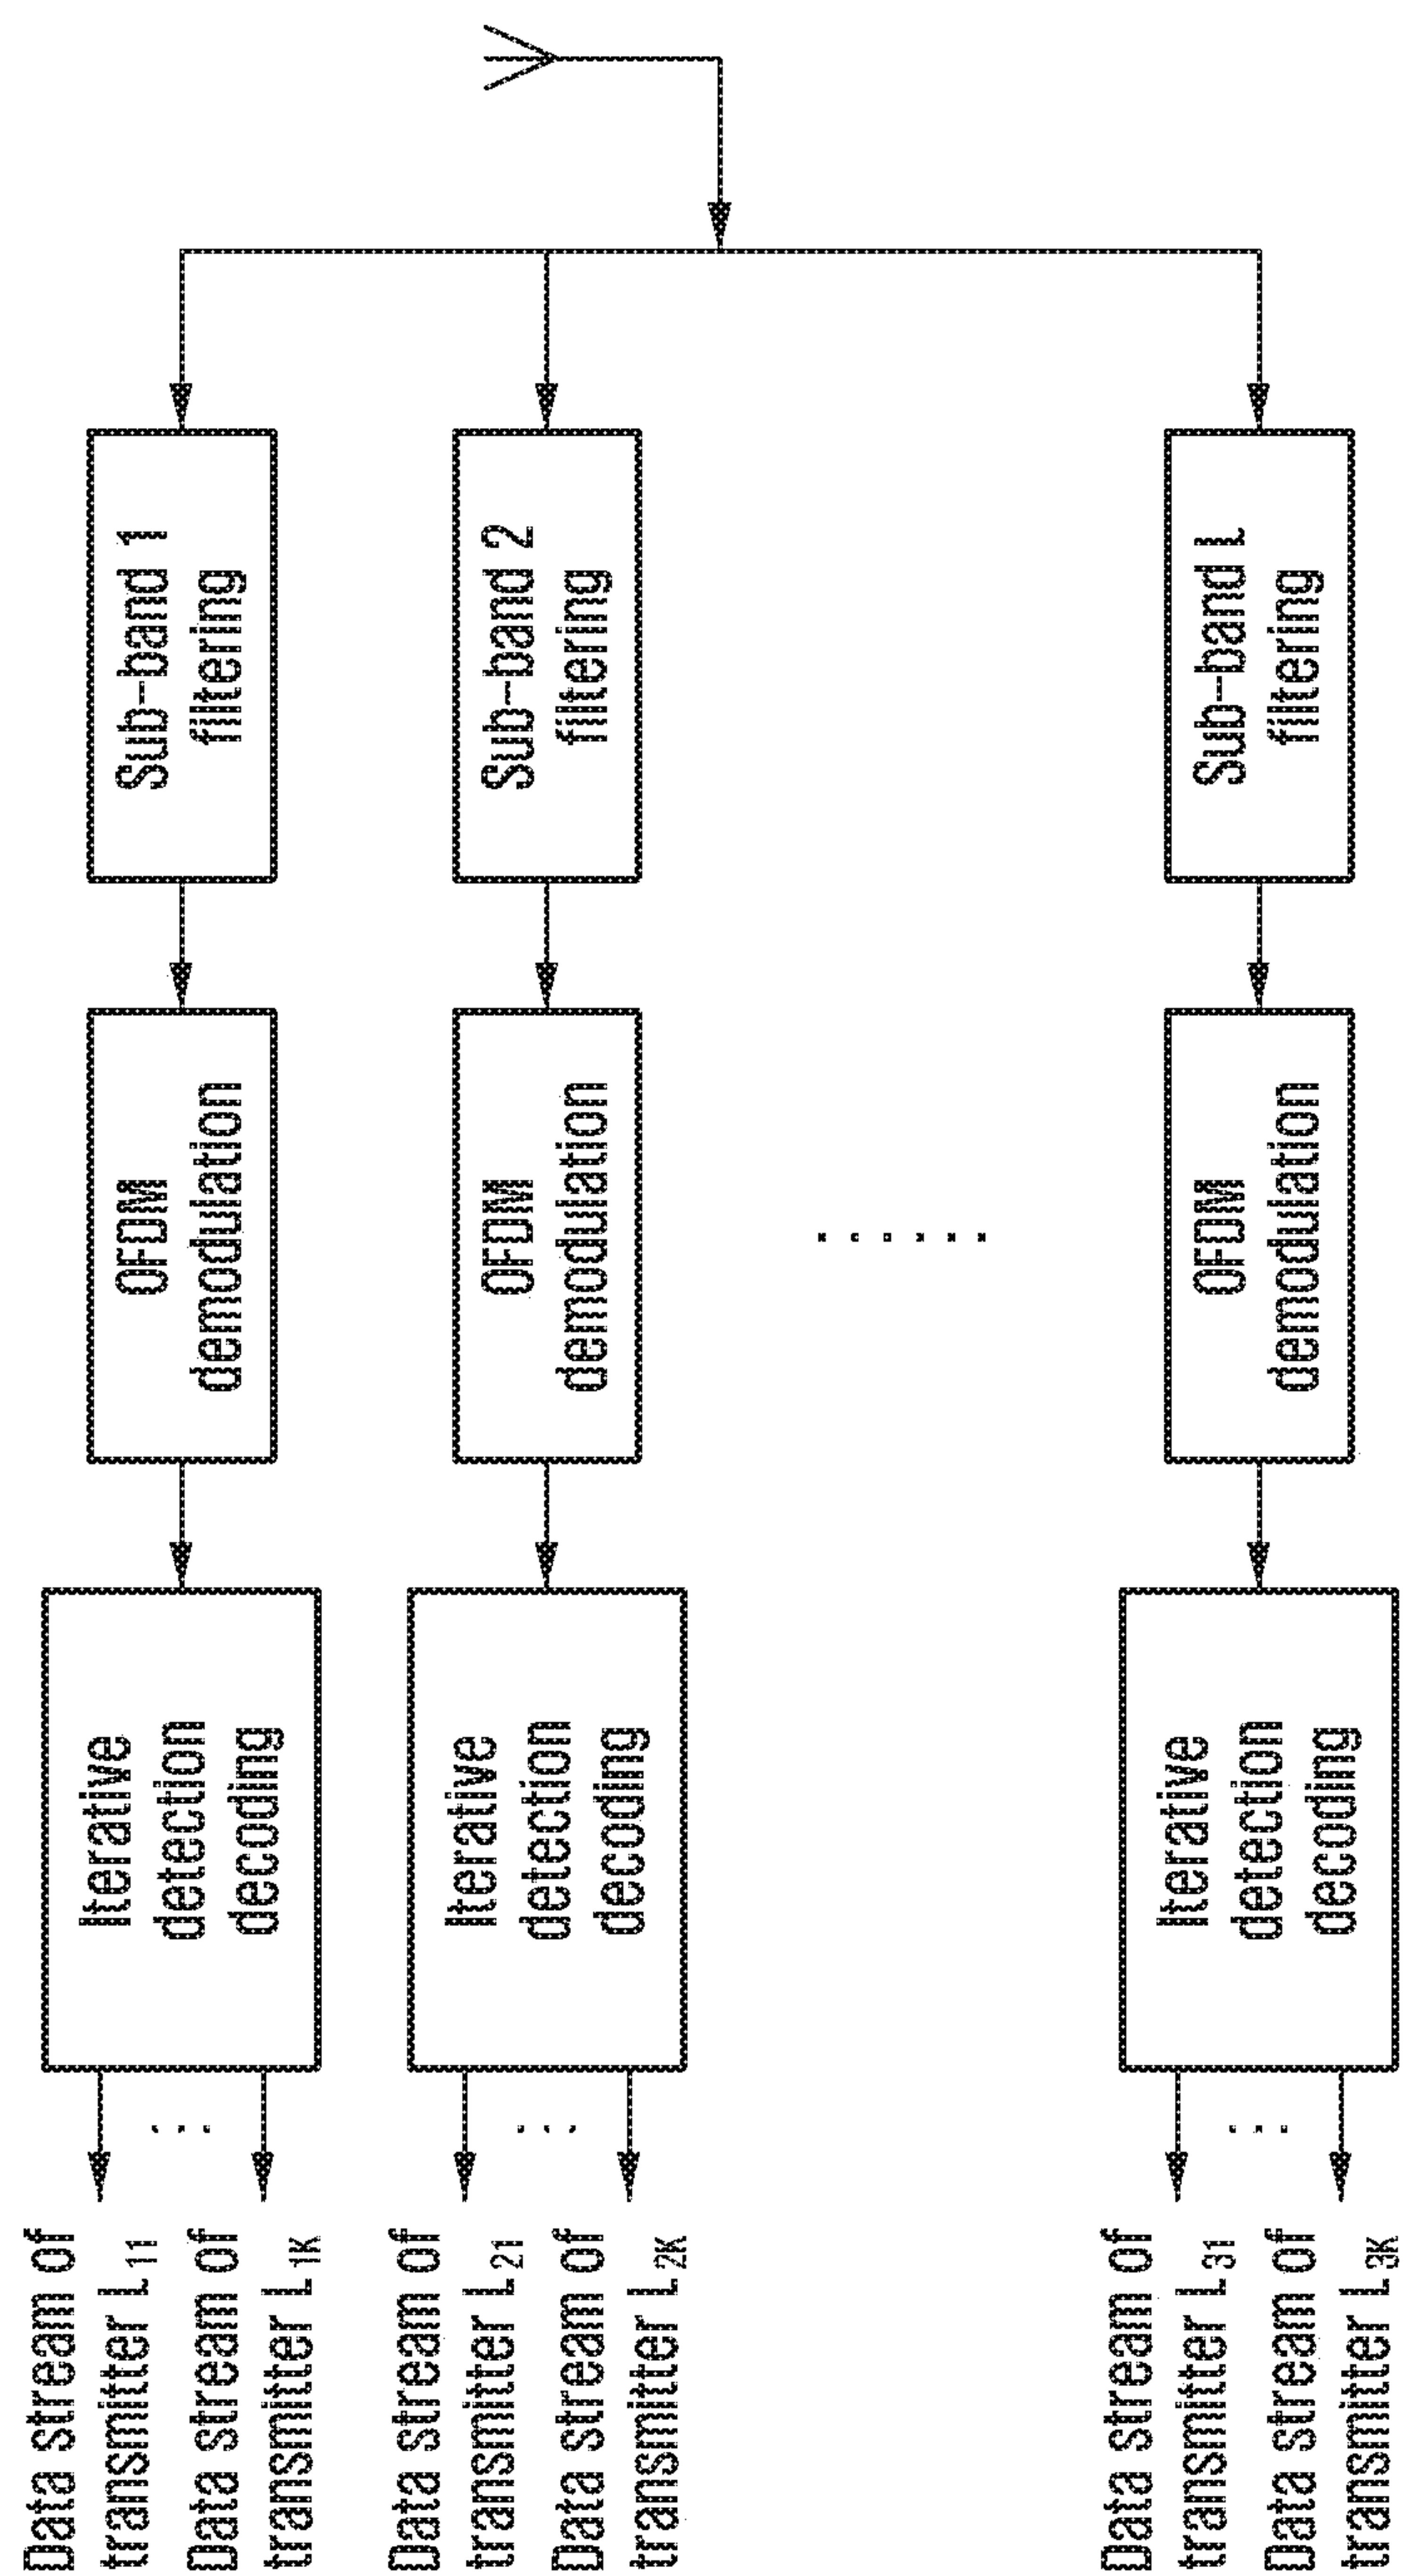 Sub-band 1
filtering
OFDM
demodulation
Iterative
detection
decoding
Data stream of
transmitter L11
Data stream of
transmitter L1K
Sub-band 2
filtering
OFDM
demodulation
Iterative
detection
decoding
Data stream of
transmitter L21
Data stream of
transmitter L2K
Sub-band L
filtering
OFDM
demodulation
Iterative
detection
decoding
Data stream of
transmitter L31
Data stream of
transmitter L3K